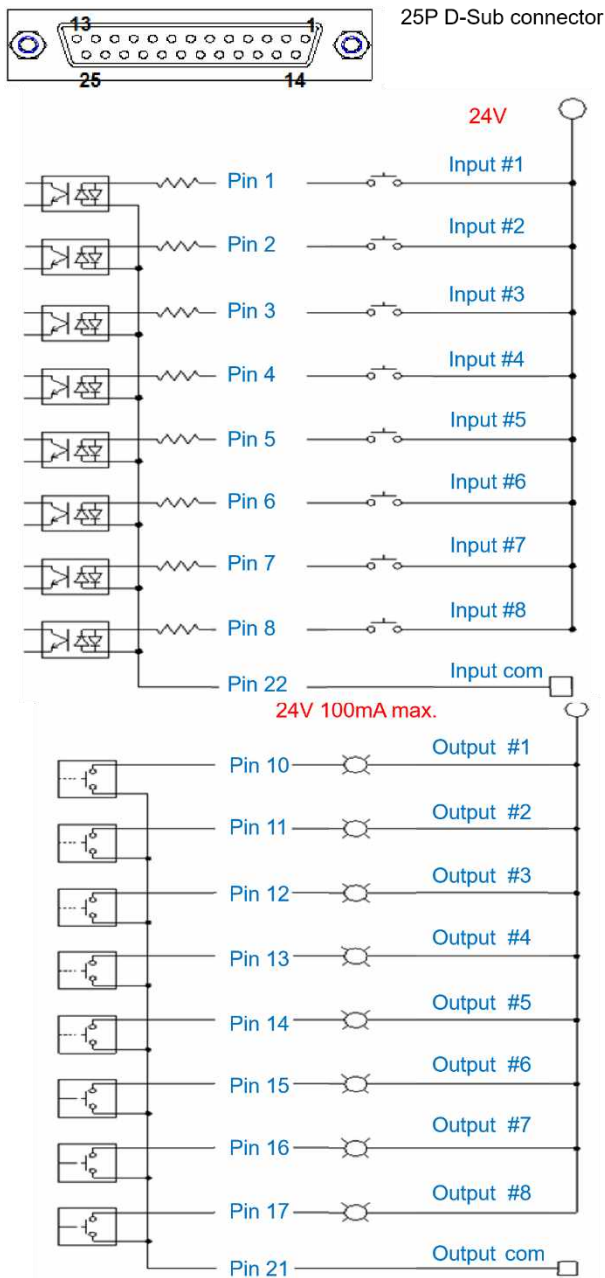 25P D-Sub connector
13 1
25 14
24V
Pin 1 Input #1
Pin 2 Input #2
Pin 3 Input #3
Pin 4 Input #4
Pin 5 Input #5
Pin 6 Input #6
Pin 7 Input #7
Pin 8 Input #8
Pin 22 Input com
24V 100mA max.
Pin 10 Output #1
Pin 11 Output #2
Pin 12 Output #3
Pin 13 Output #4
Pin 14 Output #5
Pin 15 Output #6
Pin 16 Output #7
Pin 17 Output #8
Pin 21 Output com